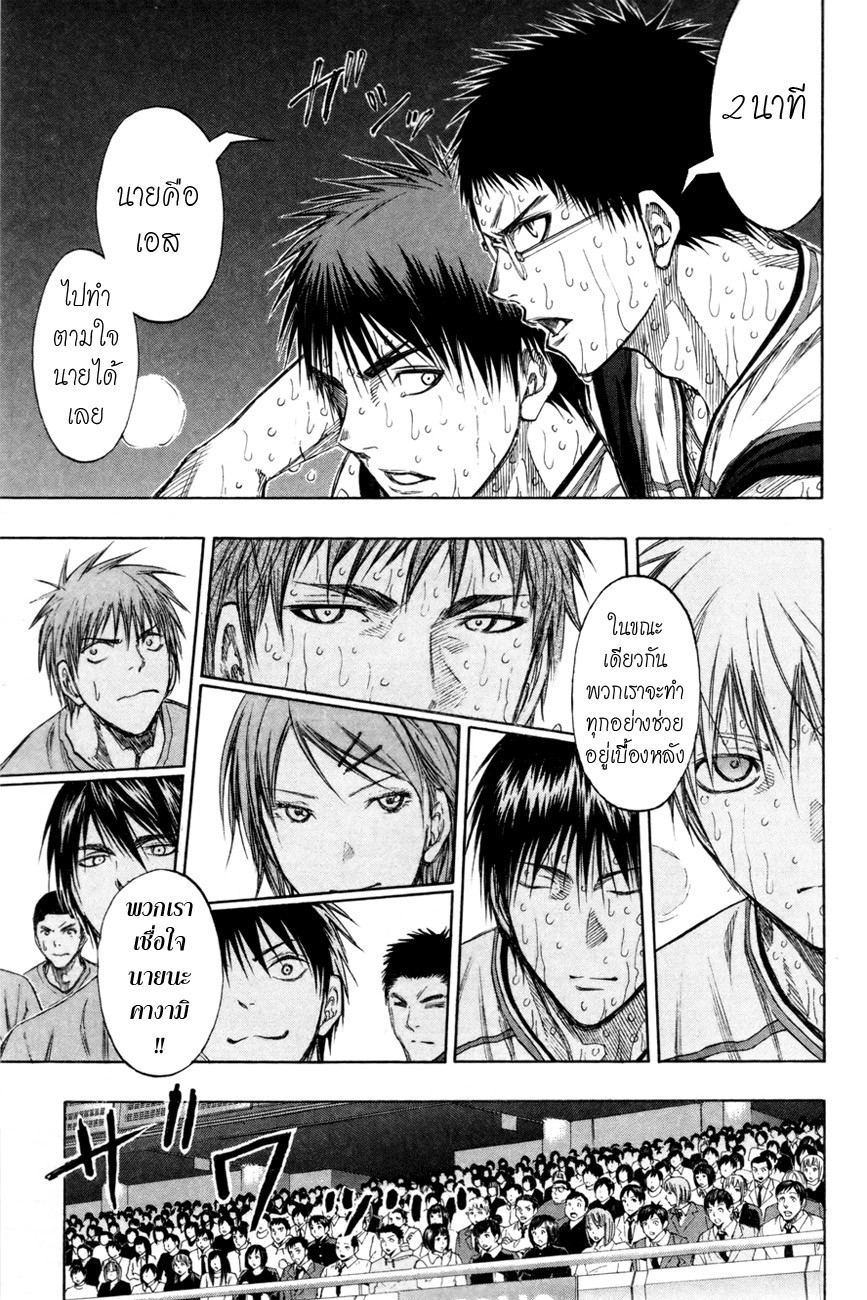 2 นาที
นายคือ
เอส
ไปทำ
ตามใจ
นายได้
เลย
ガ
ッ
ในขณะ
เดียวกัน
พวกเราจะทำ
ทุกอย่างช่วย
อยู่เบื้องหลัง
พวกเรา
เชื่อใจ
นายนะ
คางามิ
!!
ザワ